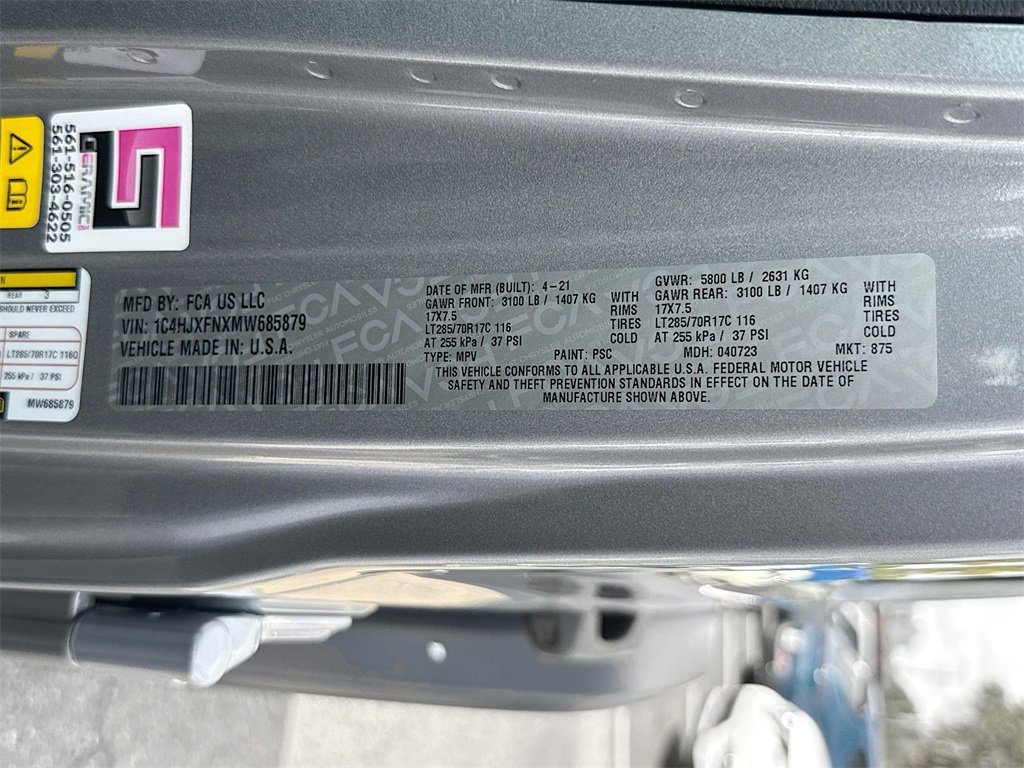 561-516-0505
561-303-4622
CERAMIC
REAR 3
SHOULD NEVER EXCEED
SPARE
LT285/70R17C 116Q
255 kPa / 37 PSI
MW685879
MFD BY: FCA US LLC
VIN: 1C4HJXFNXMW685879
VEHICLE MADE IN: U.S.A.
DATE OF MFR (BUILT): 4-21
GAWR FRONT: 3100 LB / 1407 KG WITH
17X7.5 RIMS
LT285/70R17C 116 TIRES
AT 255 kPa / 37 PSI COLD
GVWR: 5800 LB / 2631 KG
GAWR REAR: 3100 LB / 1407 KG WITH
17X7.5 RIMS
LT285/70R17C 116 TIRES
AT 255 kPa / 37 PSI COLD
TYPE: MPV PAINT: PSC MDH: 040723 MKT: 875
THIS VEHICLE CONFORMS TO ALL APPLICABLE U.S.A. FEDERAL MOTOR VEHICLE
SAFETY AND THEFT PREVENTION STANDARDS IN EFFECT ON THE DATE OF
MANUFACTURE SHOWN ABOVE.